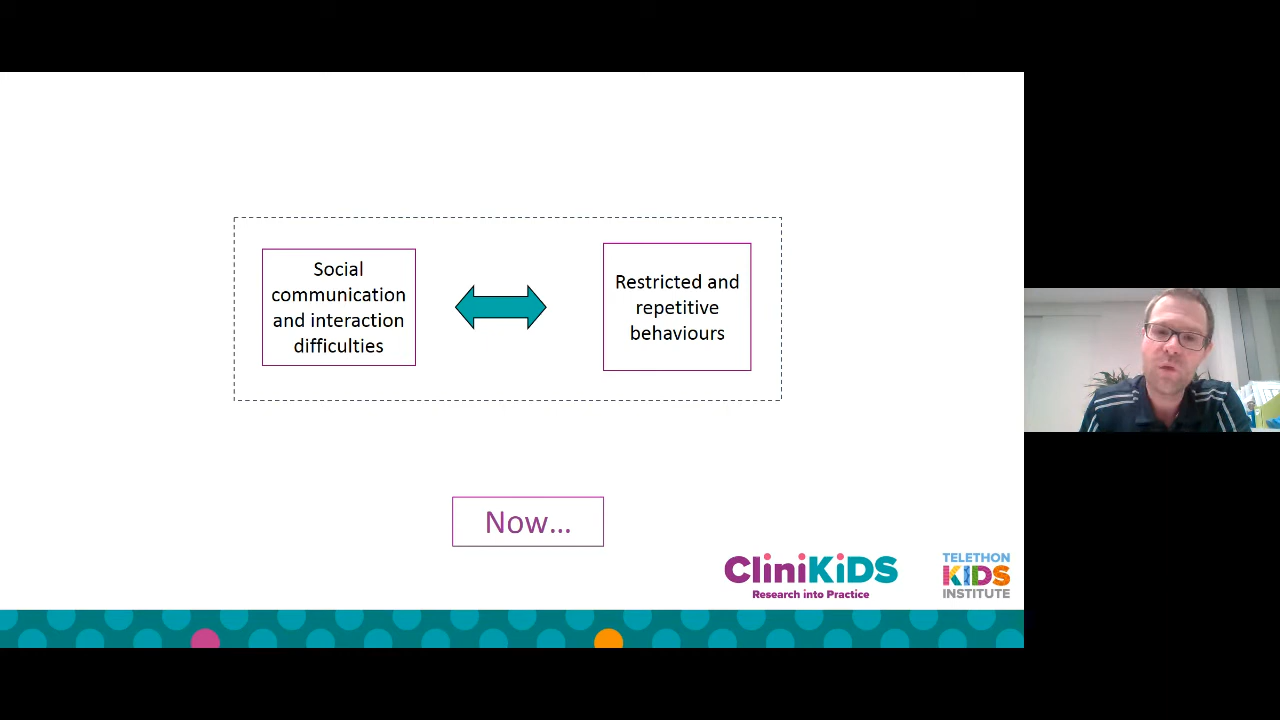 Social
communication
and interaction
difficulties
Restricted and
repetitive
behaviours
Now...
CliniKiDS
Research into Practice
TELETHON
KIDS
INSTITUTE